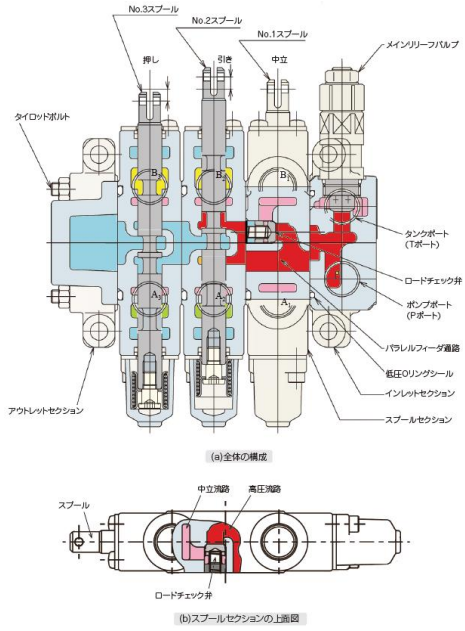 No.3スプール
No.2スプール
No.1スプール
メインリリーフバルブ
押し
引き
中立
タイロッドボルト
B₃
B₂
B₁
タンクポート
(Tポート)
ロードチェック弁
ポンプポート
(Pポート)
A₃
A₂
A₁
パラレルフィーダ通路
低圧Oリングシール
インレットセクション
アウトレットセクション
スプールセクション
(a)全体の構成
中立流路
高圧流路
スプール
ロードチェック弁
(b)スプールセクションの上面図